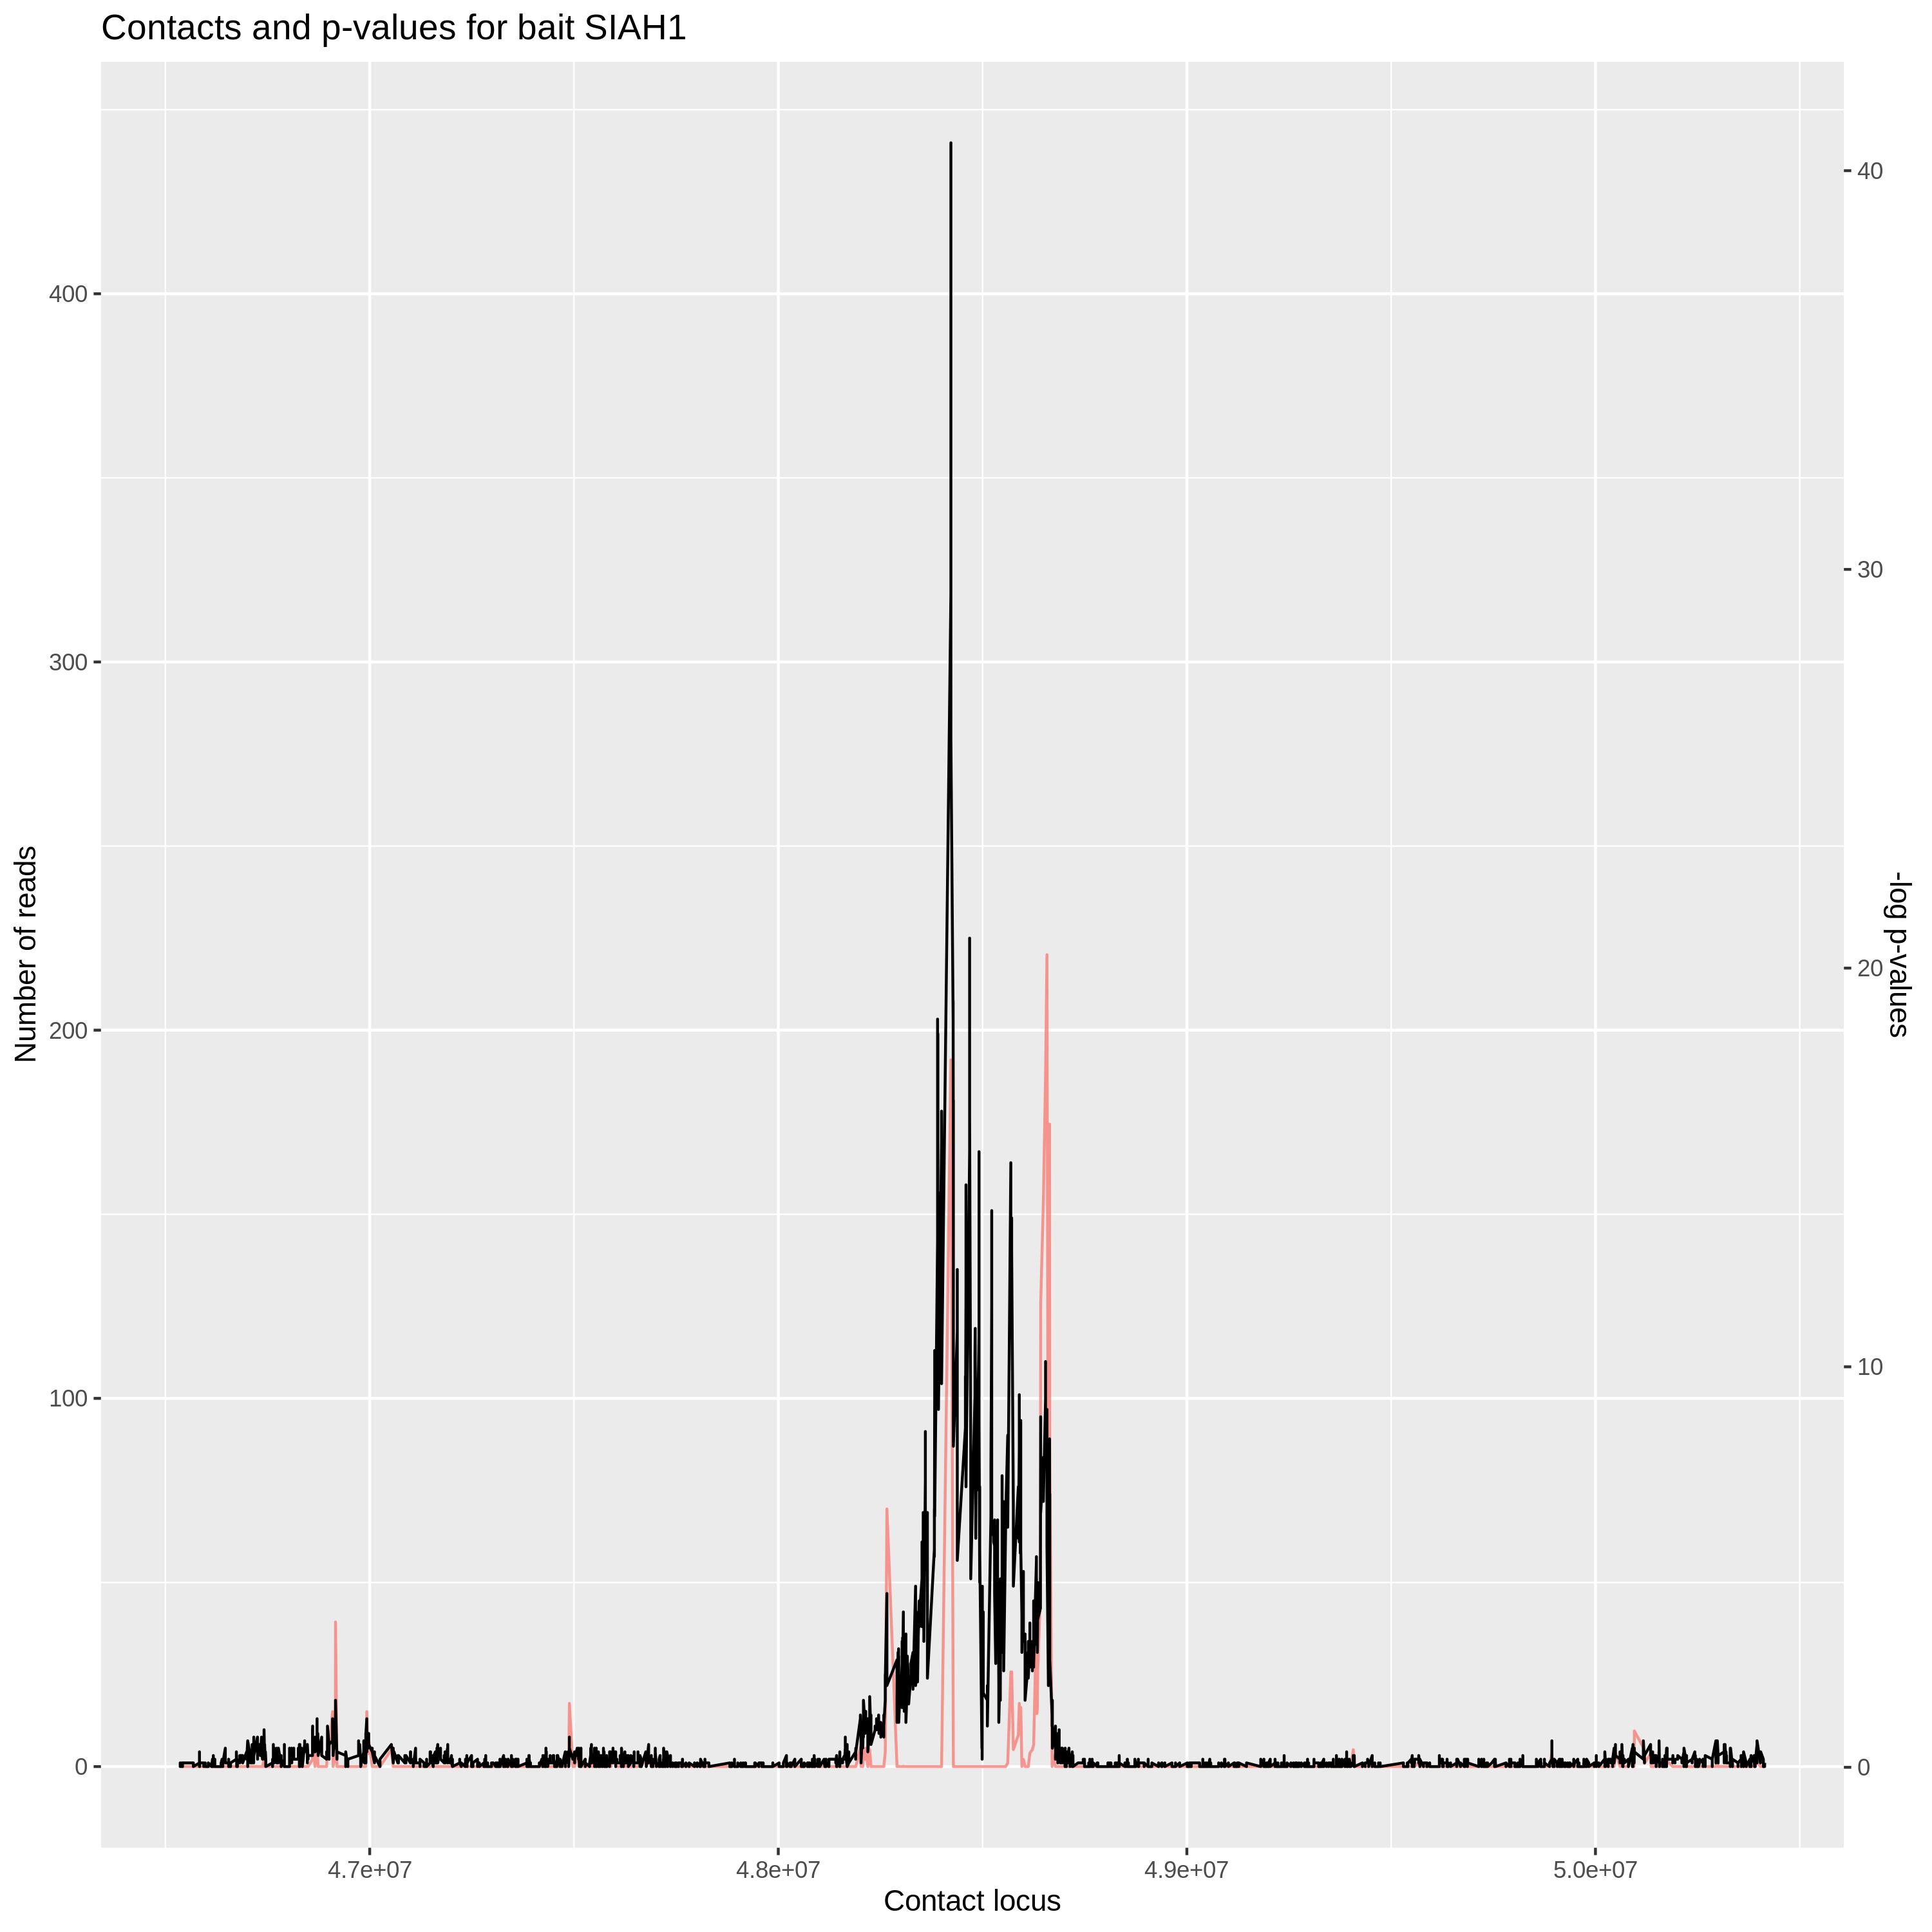 Contacts and p-values for bait SIAH1
Number of reads
400
300
200
100
0
40
30
20
10
0
-log p-values
4.7e+07
4.8e+07
4.9e+07
5.0e+07
Contact locus